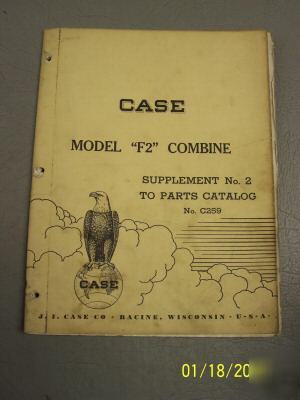 CASE
MODEL "F2" COMBINE
SUPPLEMENT No. 2
TO PARTS CATALOG
No. C259
CASE
J. I. CASE CO · RACINE, WISCONSIN · U·S·A·
01/18/20